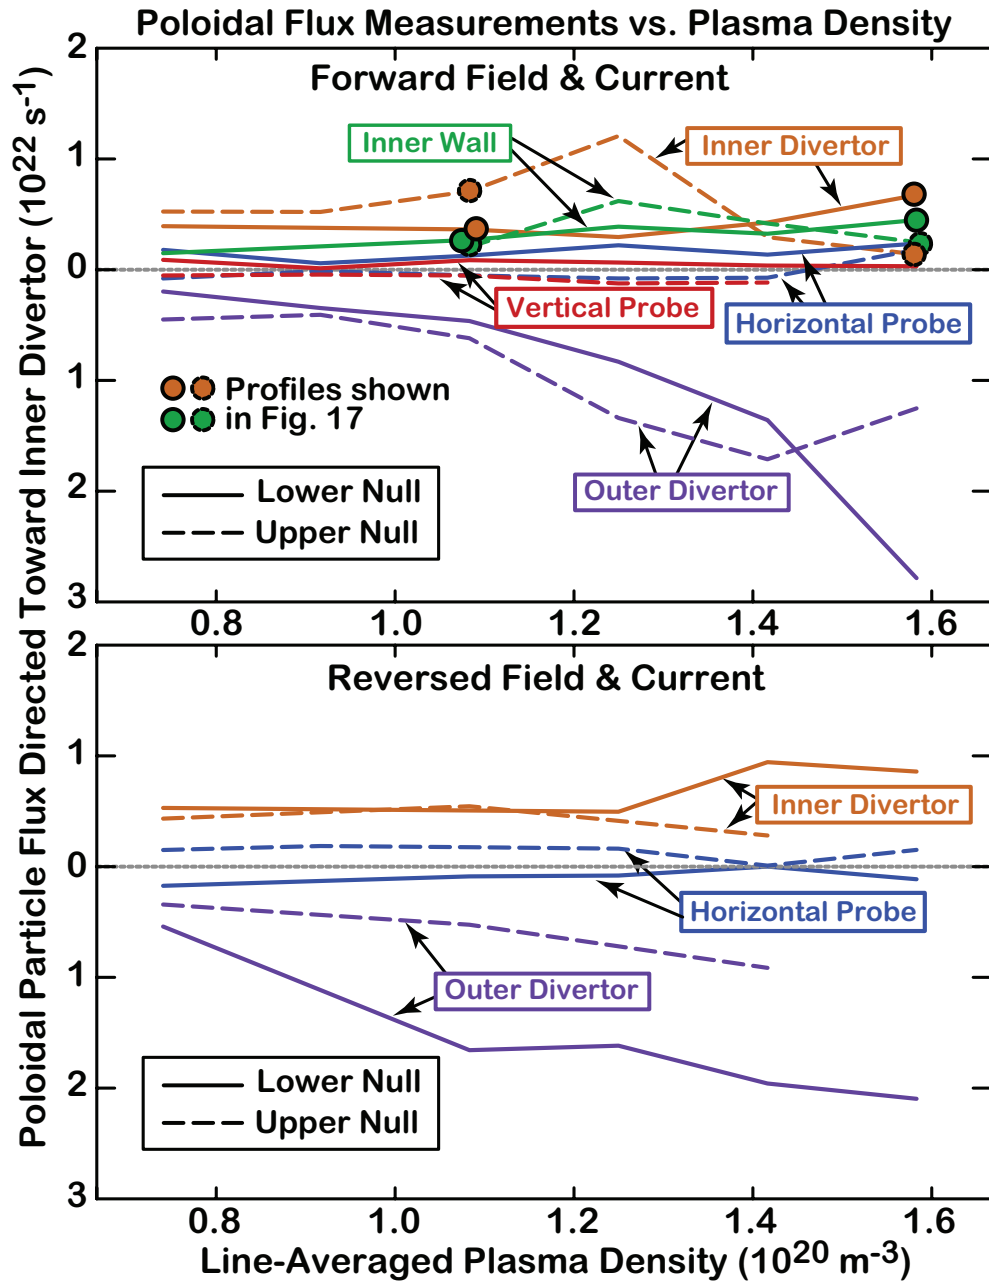 Poloidal Flux Measurements vs. Plasma Density
Poloidal Particle Flux Directed Toward Inner Divertor (10²² s⁻¹)
2
1
0
1
2
3
Forward Field & Current
Inner Wall
Inner Divertor
Vertical Probe
Horizontal Probe
Profiles shown
in Fig. 17
Outer Divertor
Lower Null
Upper Null
0.8 1.0 1.2 1.4 1.6
2
1
0
1
2
3
Reversed Field & Current
Inner Divertor
Horizontal Probe
Outer Divertor
Lower Null
Upper Null
0.8 1.0 1.2 1.4 1.6
Line-Averaged Plasma Density (10²⁰ m⁻³)